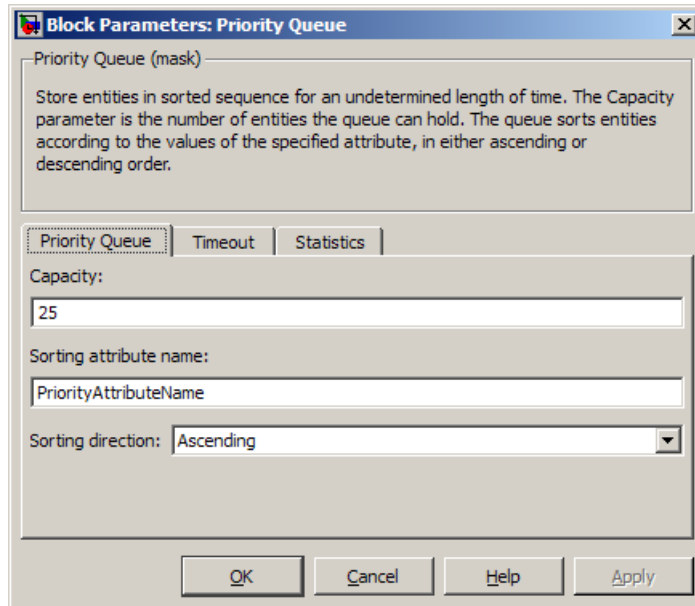 Block Parameters: Priority Queue
Priority Queue (mask)
Store entities in sorted sequence for an undetermined length of time. The Capacity
parameter is the number of entities the queue can hold. The queue sorts entities
according to the values of the specified attribute, in either ascending or
descending order.
Priority Queue Timeout Statistics
Capacity:
25
Sorting attribute name:
PriorityAttributeName
Sorting direction: Ascending
OK Cancel Help Apply